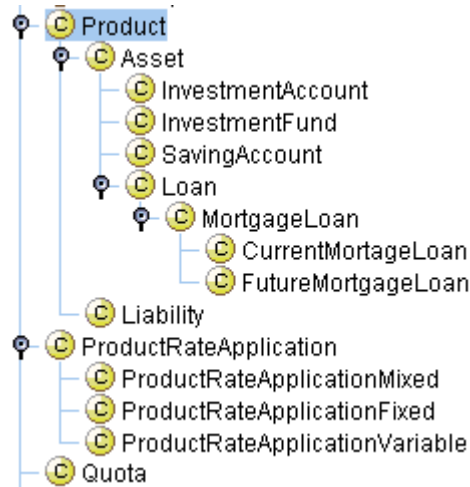 C Product
C Asset
C InvestmentAccount
C InvestmentFund
C SavingAccount
C Loan
C MortgageLoan
C CurrentMortageLoan
C FutureMortgageLoan
C Liability
C ProductRateApplication
C ProductRateApplicationMixed
C ProductRateApplicationFixed
C ProductRateApplicationVariable
C Quota